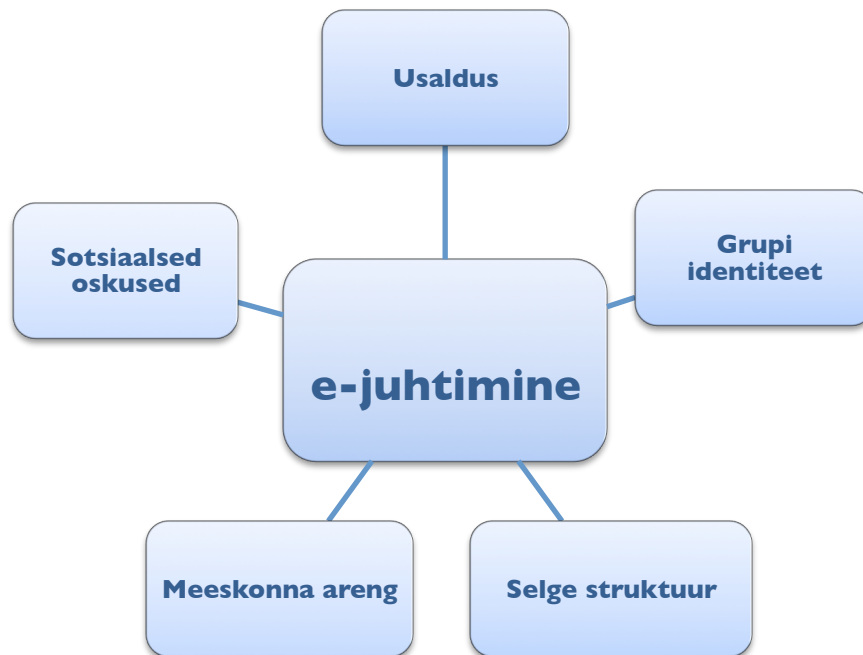 Usaldus
Sotsiaalsed
oskused
Grupi
identiteet
e-juhtimine
Meeskonna areng
Selge struktuur